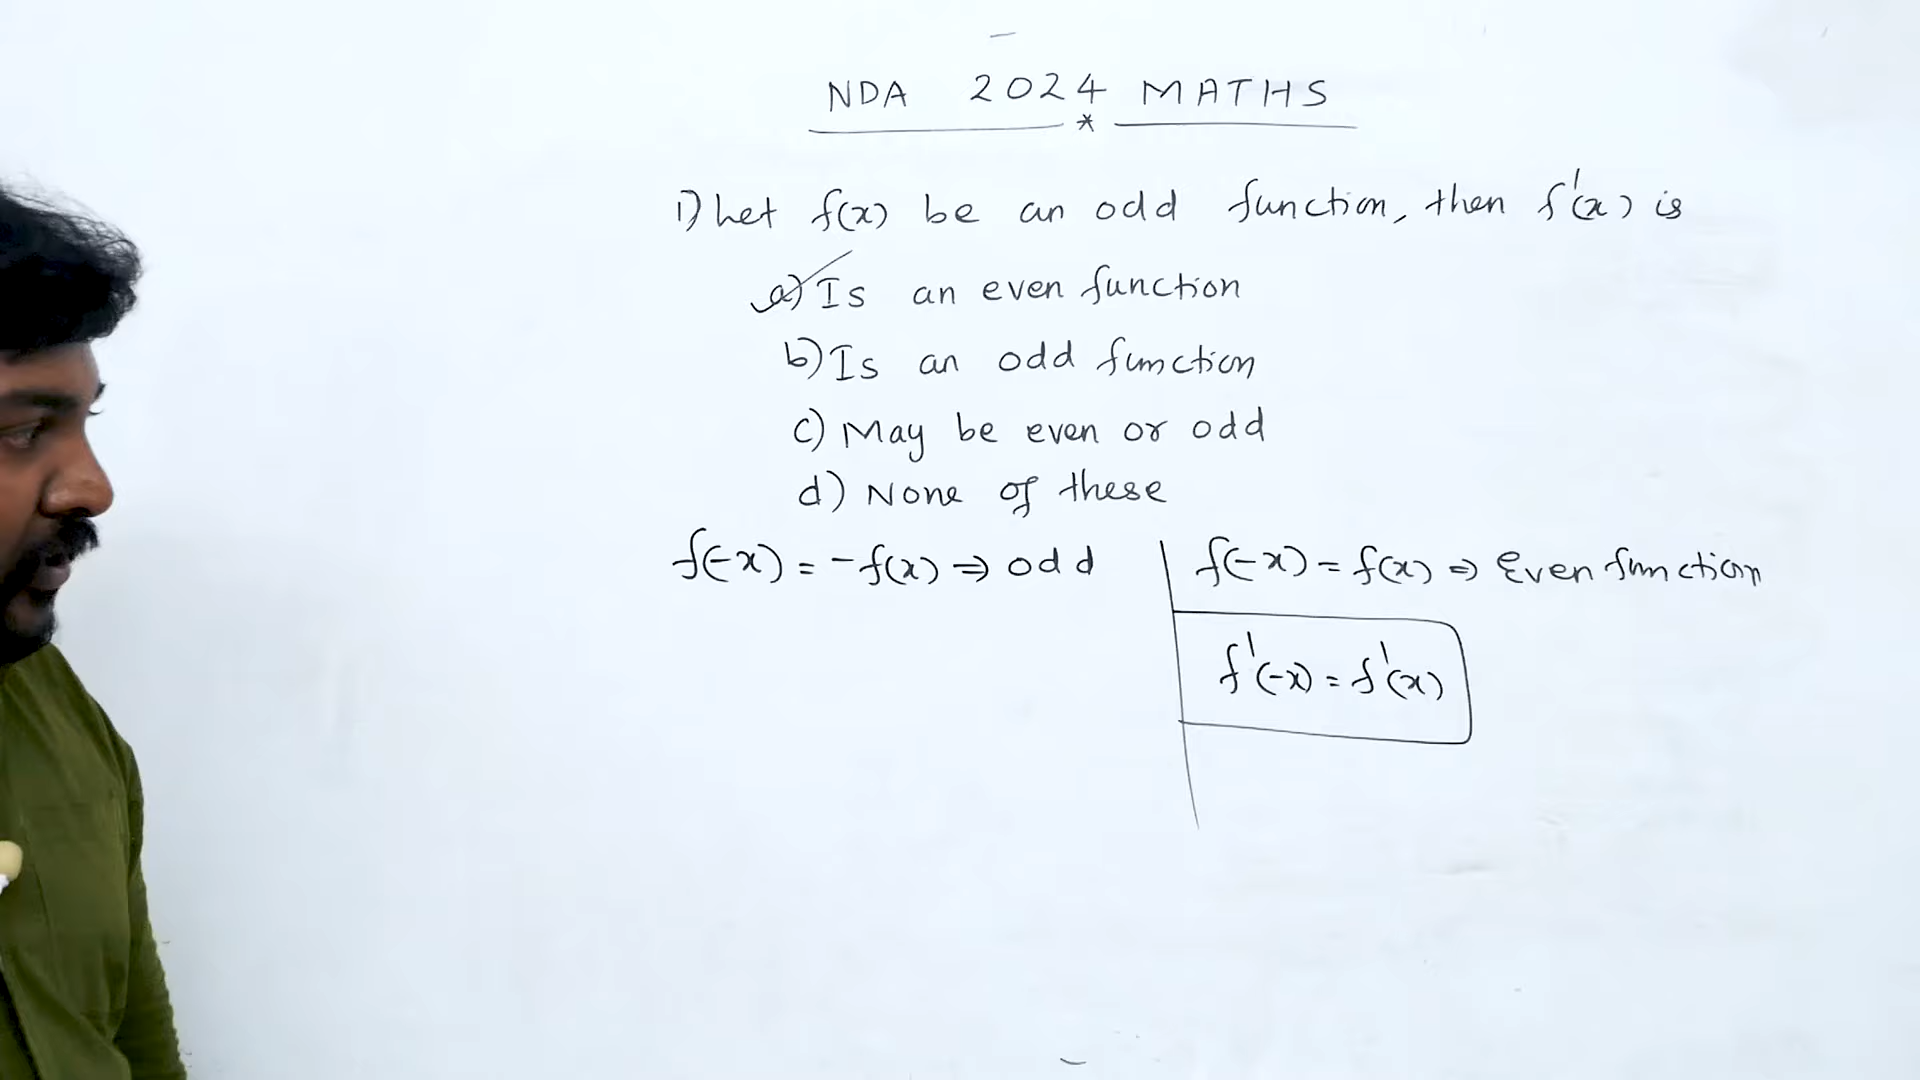 NDA 2024 MATHS
*
1) Let f(x) be an odd function, then f'(x) is
a) Is an even function
b) Is an odd function
c) May be even or odd
d) None of these
f(-x) = -f(x) ⇒ odd
f(-x) = f(x) ⇒ Even function
f'(-x) = f'(x)